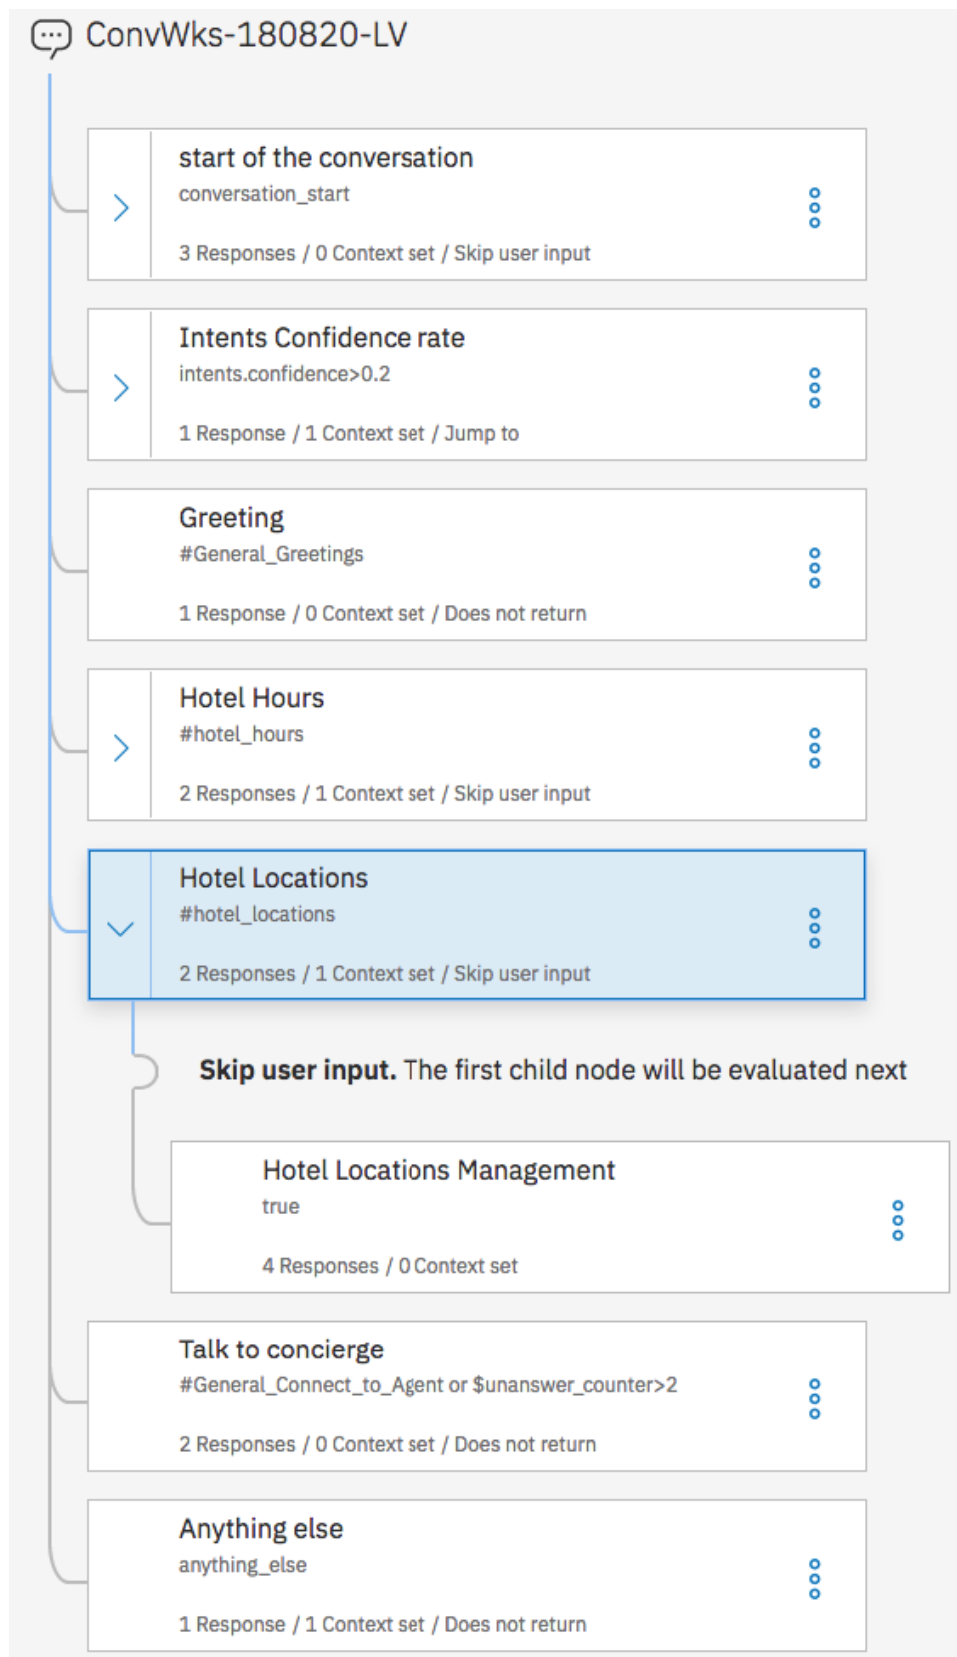 ConvWks-180820-LV
start of the conversation
conversation_start
3 Responses / 0 Context set / Skip user input
Intents Confidence rate
intents.confidence>0.2
1 Response / 1 Context set / Jump to
Greeting
#General_Greetings
1 Response / 0 Context set / Does not return
Hotel Hours
#hotel_hours
2 Responses / 1 Context set / Skip user input
Hotel Locations
#hotel_locations
2 Responses / 1 Context set / Skip user input
Skip user input. The first child node will be evaluated next
Hotel Locations Management
true
4 Responses / 0 Context set
Talk to concierge
#General_Connect_to_Agent or $unanswer_counter>2
2 Responses / 0 Context set / Does not return
Anything else
anything_else
1 Response / 1 Context set / Does not return